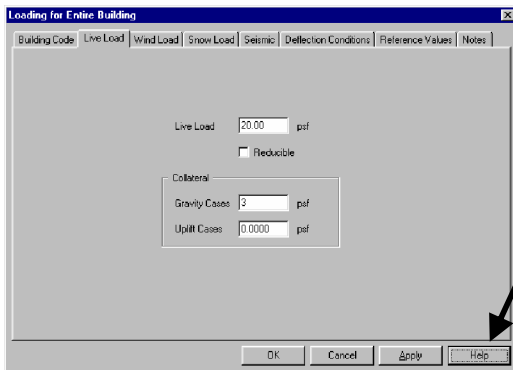 Loading for Entire Building
Building Code Live Load Wind Load Snow Load Seismic Deflection Conditions Reference Values Notes
Live Load 20.00 psf
Reducible
Collateral
Gravity Cases 3 psf
Uplift Cases 0.0000 psf
OK Cancel Apply Help